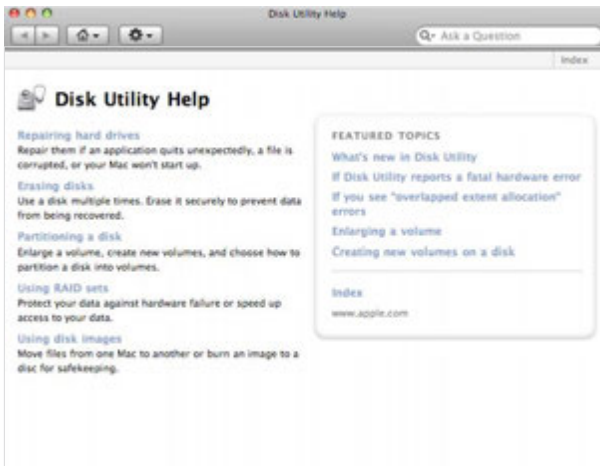 Disk Utility Help
Ask a Question
Index
Disk Utility Help
Repairing hard drives
Repair them if an application quits unexpectedly, a file is
corrupted, or your Mac won't start up.
Erasing disks
Use a disk multiple times. Erase it securely to prevent data
from being recovered.
Partitioning a disk
Enlarge a volume, create new volumes, and choose how to
partition a disk into volumes.
Using RAID sets
Protect your data against hardware failure or speed up
access to your data.
Using disk images
Move files from one Mac to another or burn an image to a
disc for safekeeping.
FEATURED TOPICS
What's new in Disk Utility
If Disk Utility reports a fatal hardware error
If you see "overlapped extent allocation"
errors
Enlarging a volume
Creating new volumes on a disk
Index
www.apple.com